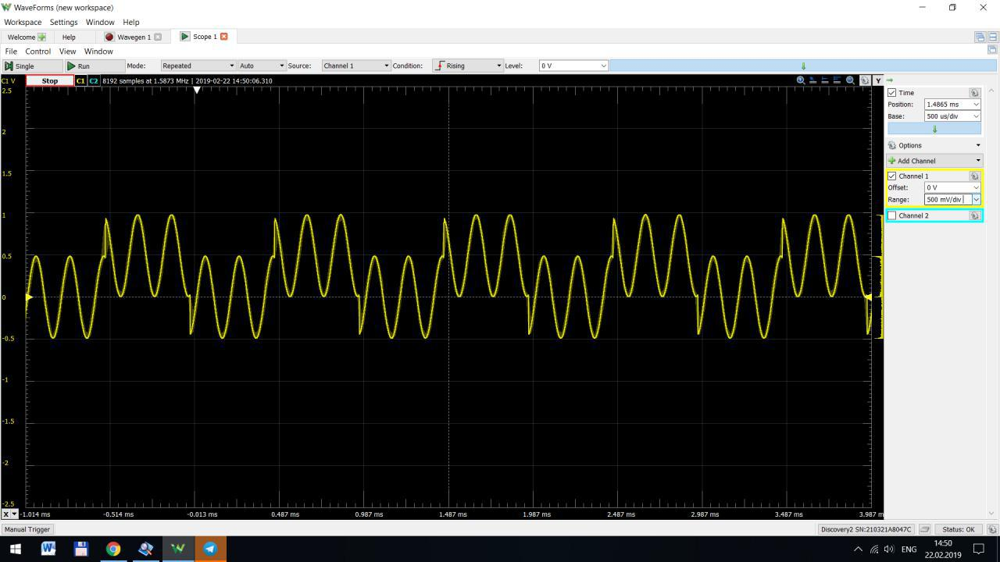 WaveForms (new workspace)
Workspace Settings Window Help
Welcome Help Wavegen 1 Scope 1
File Control View Window
Single Run Mode: Repeated Auto Source: Channel 1 Condition: Rising Level: 0 V
C1 V Stop C1 C2 8192 samples at 1.5873 MHz | 2019-02-22 14:50:06.310 Y
2.5
2
1.5
1
0.5
0
-0.5
-1
-1.5
-2
-2.5
X -1.014 ms -0.514 ms -0.013 ms 0.487 ms 0.987 ms 1.487 ms 1.987 ms 2.487 ms 2.987 ms 3.487 ms 3.987 m
Time
Position: 1.4865 ms
Base: 500 us/div
Options
Add Channel
Channel 1
Offset: 0 V
Range: 500 mV/div
Channel 2
Manual Trigger Discovery2 SN:210321A8047C Status: OK
ENG 14:50
22.02.2019